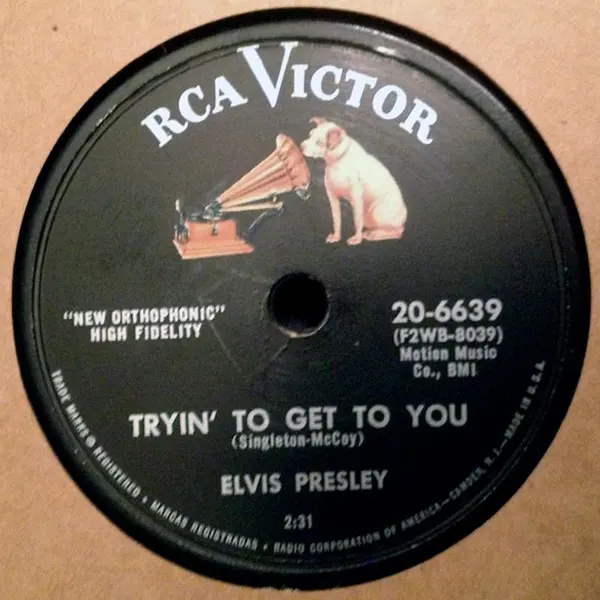 RCA VICTOR
"NEW ORTHOPHONIC"
HIGH FIDELITY
20-6639
(F2WB-8039)
Motion Music
Co., BMI
TRYIN' TO GET TO YOU
(Singleton-McCoy)
ELVIS PRESLEY
2:31
TRADE MARKS ® REGISTERED • MARCAS REGISTRADAS • RADIO CORPORATION OF AMERICA—CAMDEN, N. J.—MADE IN U.S.A.